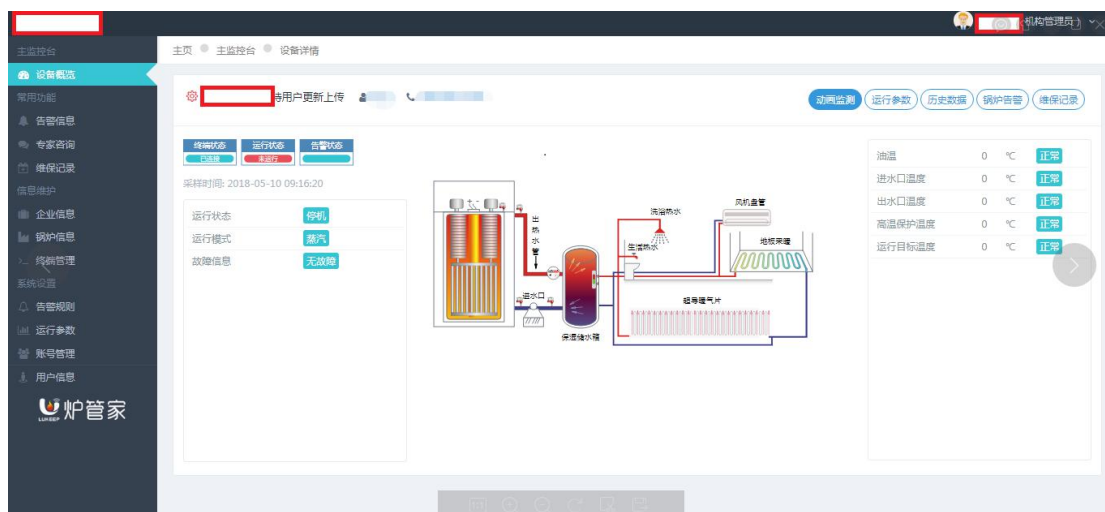 机构管理员
主监控台
主页 主监控台 设备详情
设备概览
常用功能
告警信息
专家咨询
维保记录
信息维护
企业信息
锅炉信息
终端管理
系统设置
告警规则
运行参数
账号管理
用户信息
LUKEEP 炉管家
待用户更新上传
动画监测 运行参数 历史数据 锅炉告警 维保记录
终端状态 运行状态 告警状态
已连接 未运行
采样时间: 2018-05-10 09:16:20
运行状态 停机
运行模式 蒸汽
故障信息 无故障
出热水管
进水口
保温储水箱
洗浴热水
生活热水
风机盘管
地板采暖
超导暖气片
油温 0 ℃ 正常
进水口温度 0 ℃ 正常
出水口温度 0 ℃ 正常
高温保护温度 0 ℃ 正常
运行目标温度 0 ℃ 正常